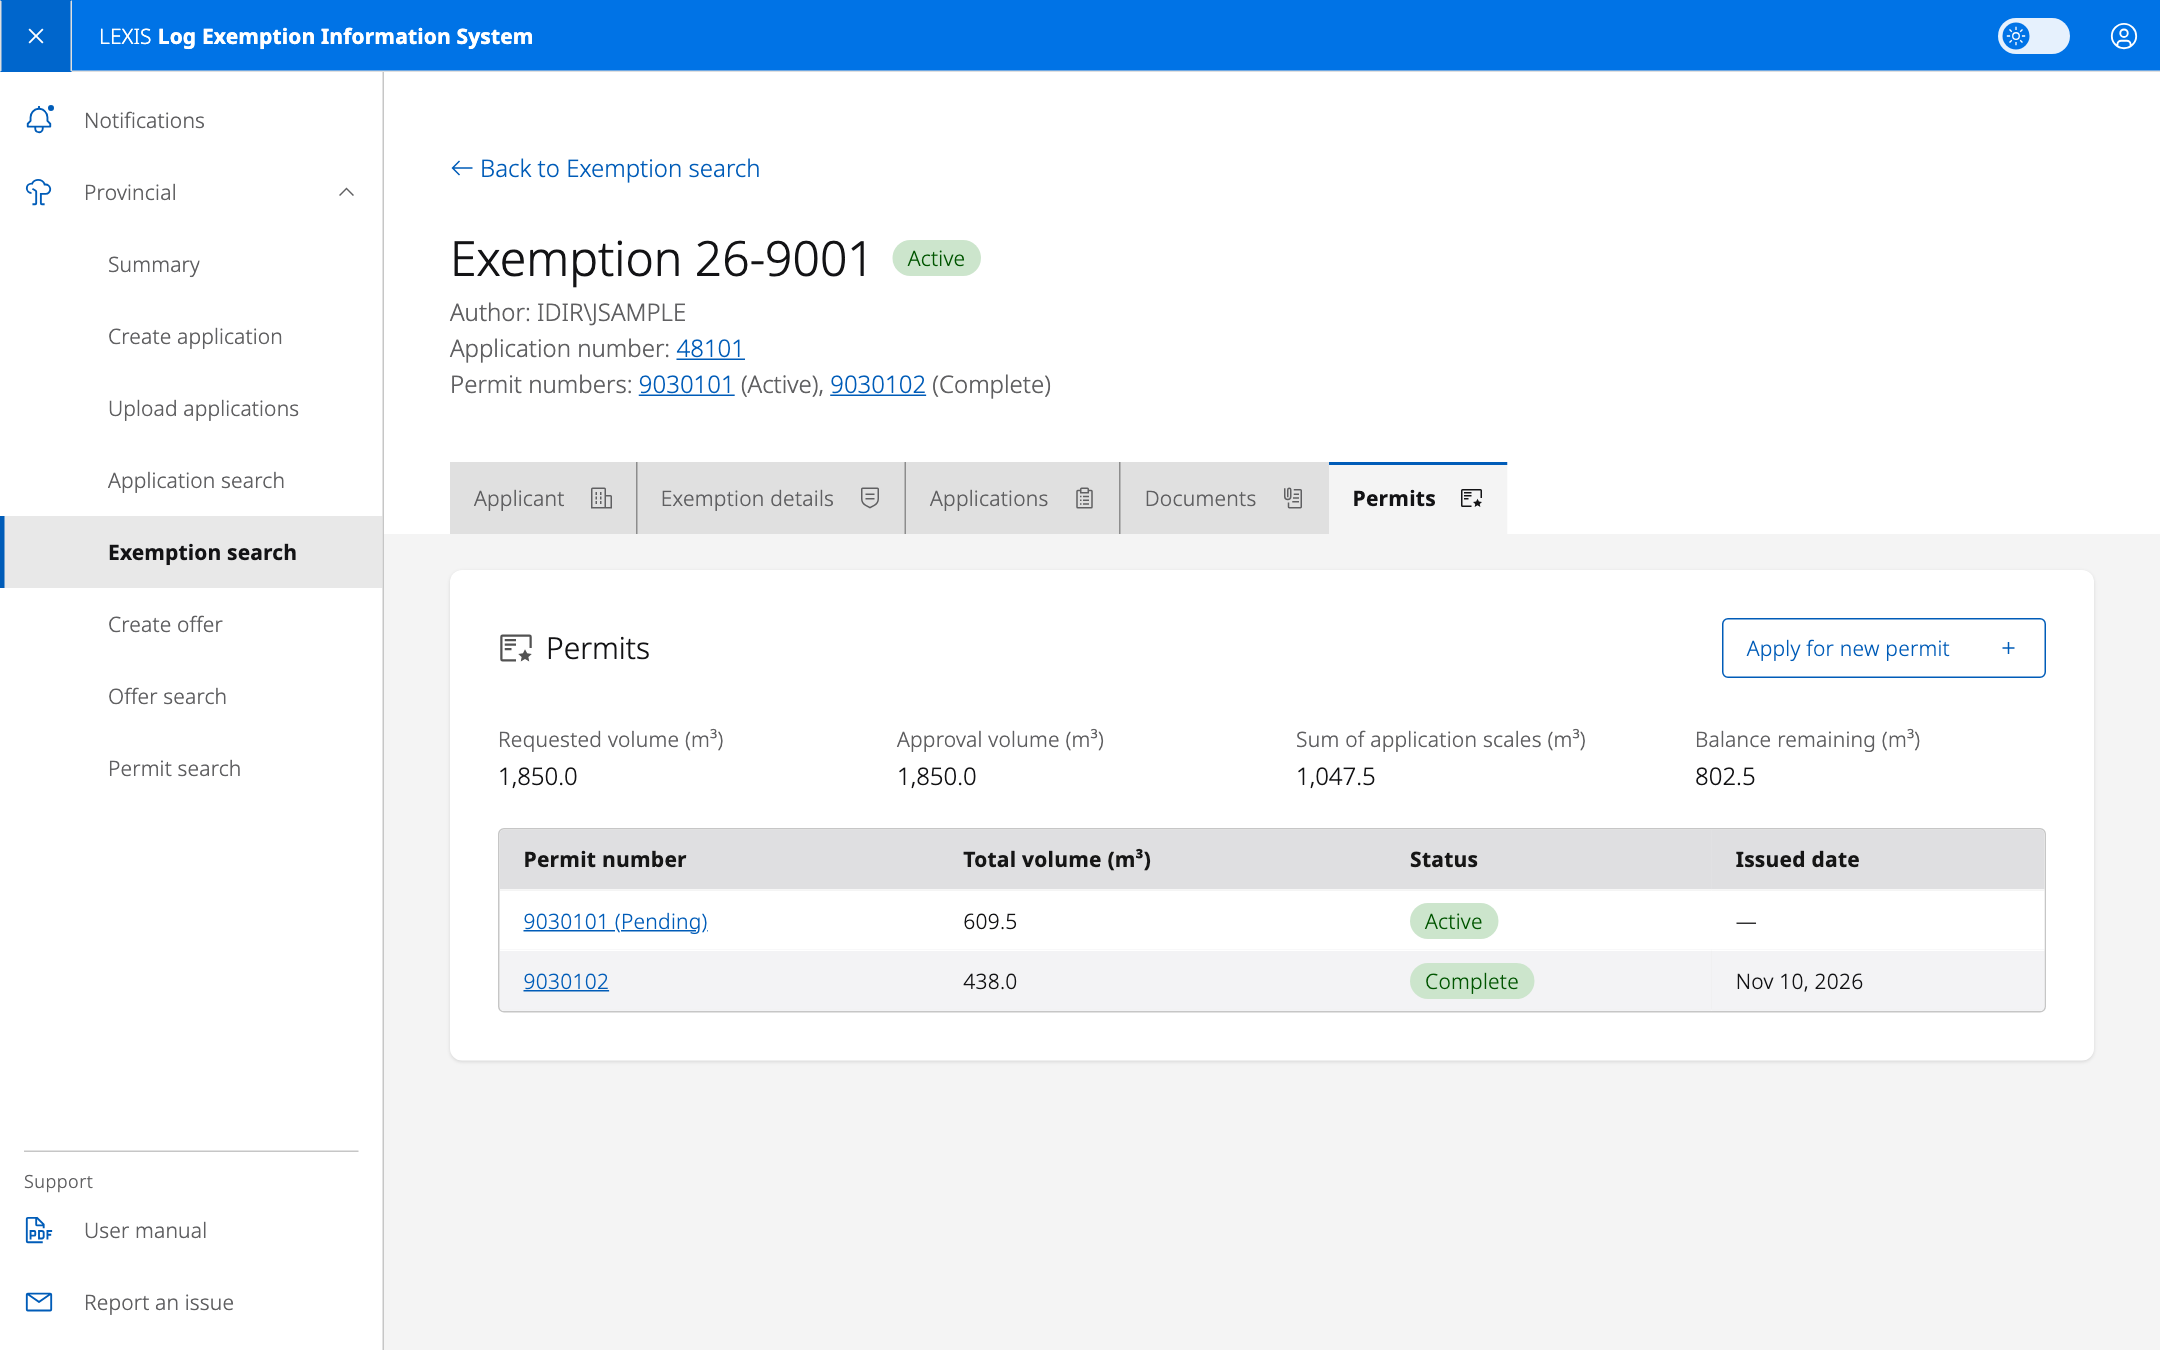 LEXIS Log Exemption Information System
Notifications
Provincial
Summary
Create application
Upload applications
Application search
Exemption search
Create offer
Offer search
Permit search
Support
PDF
User manual
Report an issue
← Back to Exemption search
Exemption 26-9001
Active
Author: IDIR\JSAMPLE
Application number: 48101
Permit numbers: 9030101 (Active), 9030102 (Complete)
Applicant
Exemption details
Applications
Documents
Permits
Permits
Apply for new permit +
Requested volume (m³)
1,850.0
Approval volume (m³)
1,850.0
Sum of application scales (m³)
1,047.5
Balance remaining (m³)
802.5
Permit number Total volume (m³) Status Issued date
9030101 (Pending) 609.5 Active —
9030102 438.0 Complete Nov 10, 2026